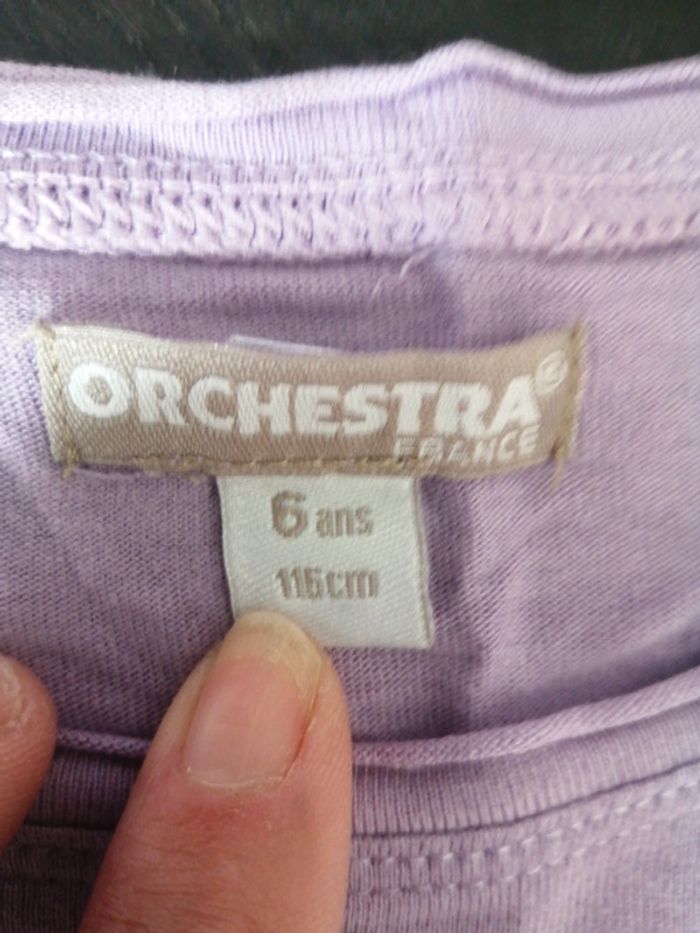 ORCHESTRA
FRANCE
6 ans
116cm